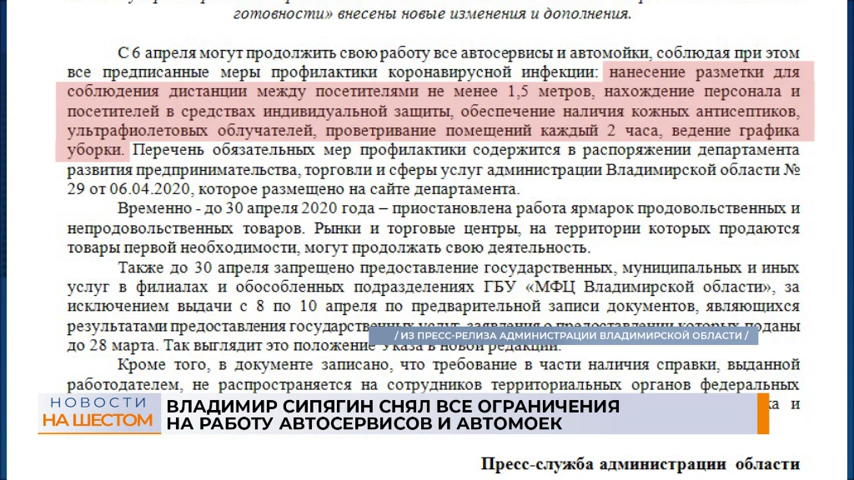 готовности» внесены новые изменения и дополнения.
С 6 апреля могут продолжить свою работу все автосервисы и автомойки, соблюдая при этом
все предписанные меры профилактики коронавирусной инфекции: нанесение разметки для
соблюдения дистанции между посетителями не менее 1,5 метров, нахождение персонала и
посетителей в средствах индивидуальной защиты, обеспечение наличия кожных антисептиков,
ультрафиолетовых облучателей, проветривание помещений каждый 2 часа, ведение графика
уборки. Перечень обязательных мер профилактики содержится в распоряжении департамента
развития предпринимательства, торговли и сферы услуг администрации Владимирской области №
29 от 06.04.2020, которое размещено на сайте департамента.
Временно - до 30 апреля 2020 года – приостановлена работа ярмарок продовольственных и
непродовольственных товаров. Рынки и торговые центры, на территории которых продаются
товары первой необходимости, могут продолжать свою деятельность.
Также до 30 апреля запрещено предоставление государственных, муниципальных и иных
услуг в филиалах и обособленных подразделениях ГБУ «МФЦ Владимирской области», за
исключением выдачи с 8 по 10 апреля по предварительной записи документов, являющихся
результатами предоставления государственных услуг, заявления о предоставлении которых поданы
/ ИЗ ПРЕСС-РЕЛИЗА АДМИНИСТРАЦИИ ВЛАДИМИРСКОЙ ОБЛАСТИ /
до 28 марта. Так выглядит это положение Указа в новой редакции.
Кроме того, в документе записано, что требование в части наличия справки, выданной
работодателем, не распространяется на сотрудников территориальных органов федеральных
и
НОВОСТИ
НА ШЕСТОМ
ВЛАДИМИР СИПЯГИН СНЯЛ ВСЕ ОГРАНИЧЕНИЯ
НА РАБОТУ АВТОСЕРВИСОВ И АВТОМОЕК
Пресс-служба администрации области